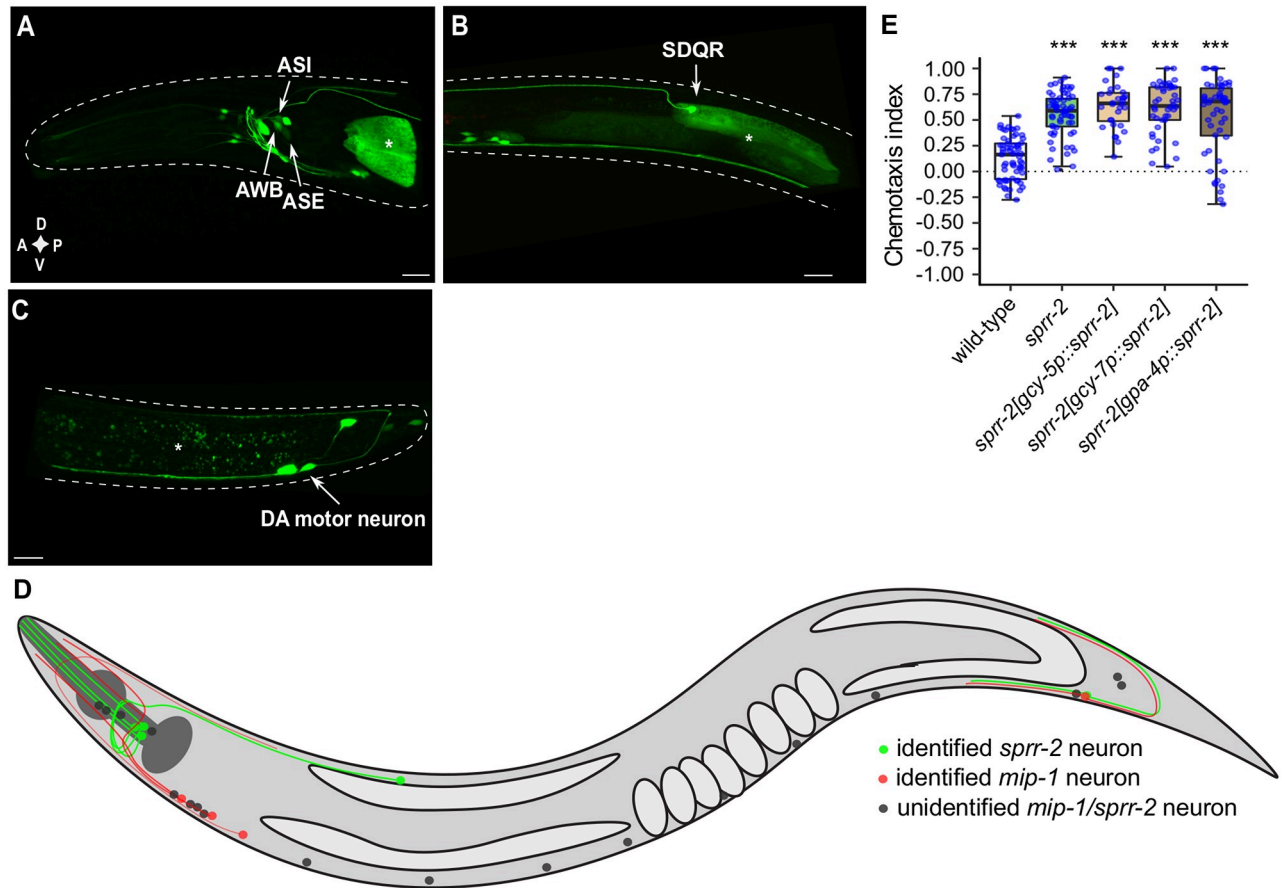 A
ASI
AWB
ASE
*
D
A P
V
B
SDQR
*
C
*
DA motor neuron
E
*** *** *** ***
Chemotaxis index
1.00
0.75
0.50
0.25
0.00
-0.25
-0.50
-0.75
-1.00
wild-type
sprr-2
sprr-2[gcy-5p::sprr-2]
sprr-2[gcy-7p::sprr-2]
sprr-2[gpa-4p::sprr-2]
D
identified sprr-2 neuron
identified mip-1 neuron
unidentified mip-1/sprr-2 neuron